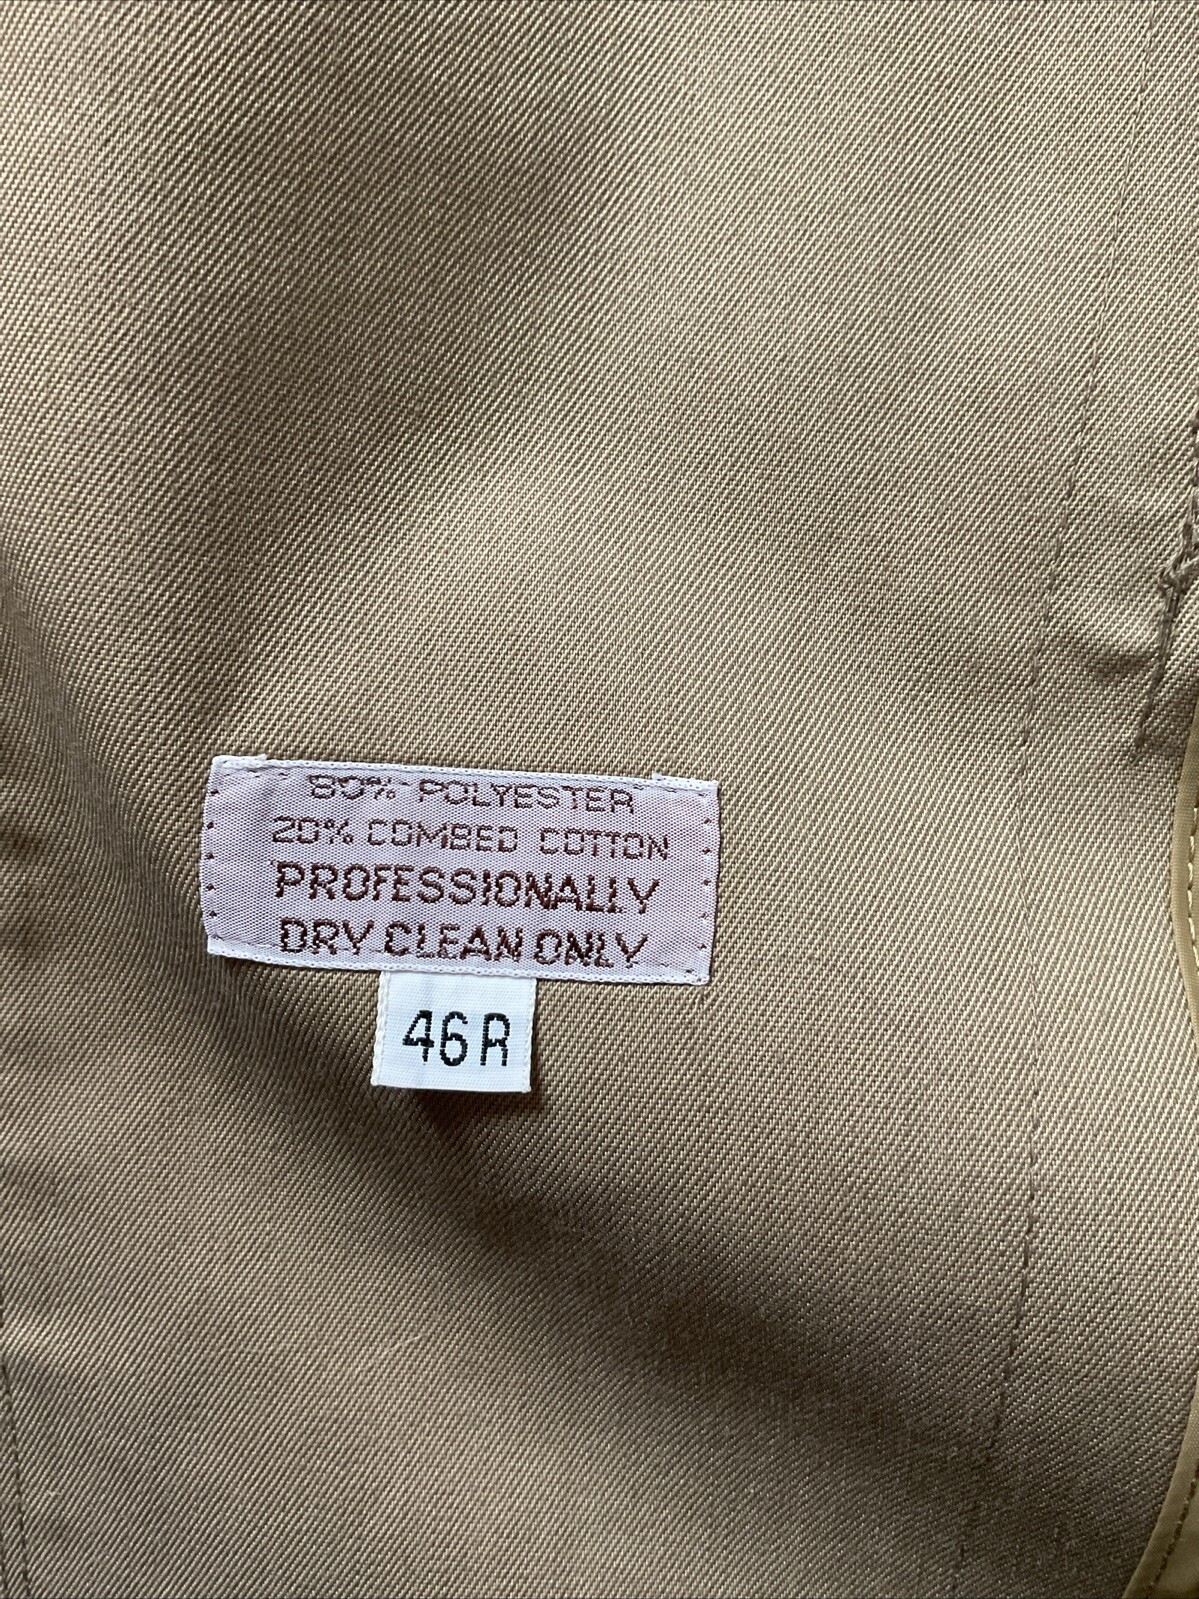 80% POLYESTER
20% COMBED COTTON
PROFESSIONALLY
DRY CLEAN ONLY
46R